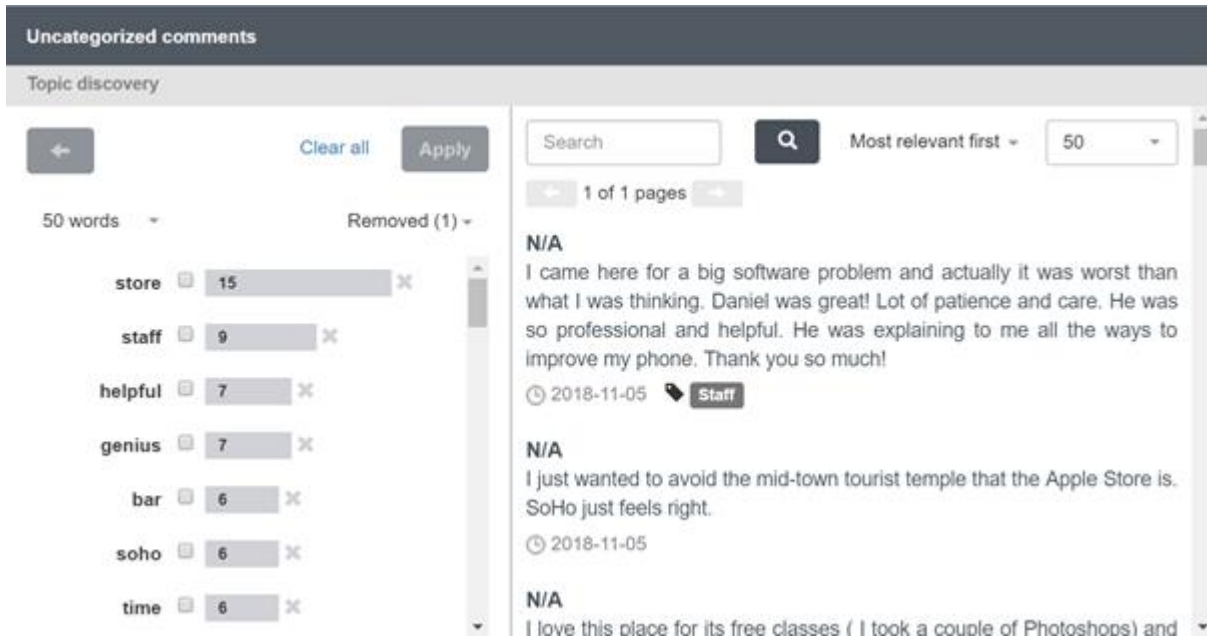 Uncategorized comments
Topic discovery
Clear all
Apply
50 words
Removed (1)
store 15
staff 9
helpful 7
genius 7
bar 6
soho 6
time 6
Search
Most relevant first
50
1 of 1 pages
N/A
I came here for a big software problem and actually it was worst than
what I was thinking. Daniel was great! Lot of patience and care. He was
so professional and helpful. He was explaining to me all the ways to
improve my phone. Thank you so much!
2018-11-05 Staff
N/A
I just wanted to avoid the mid-town tourist temple that the Apple Store is.
SoHo just feels right.
2018-11-05
N/A
I love this place for its free classes ( I took a couple of Photoshops) and